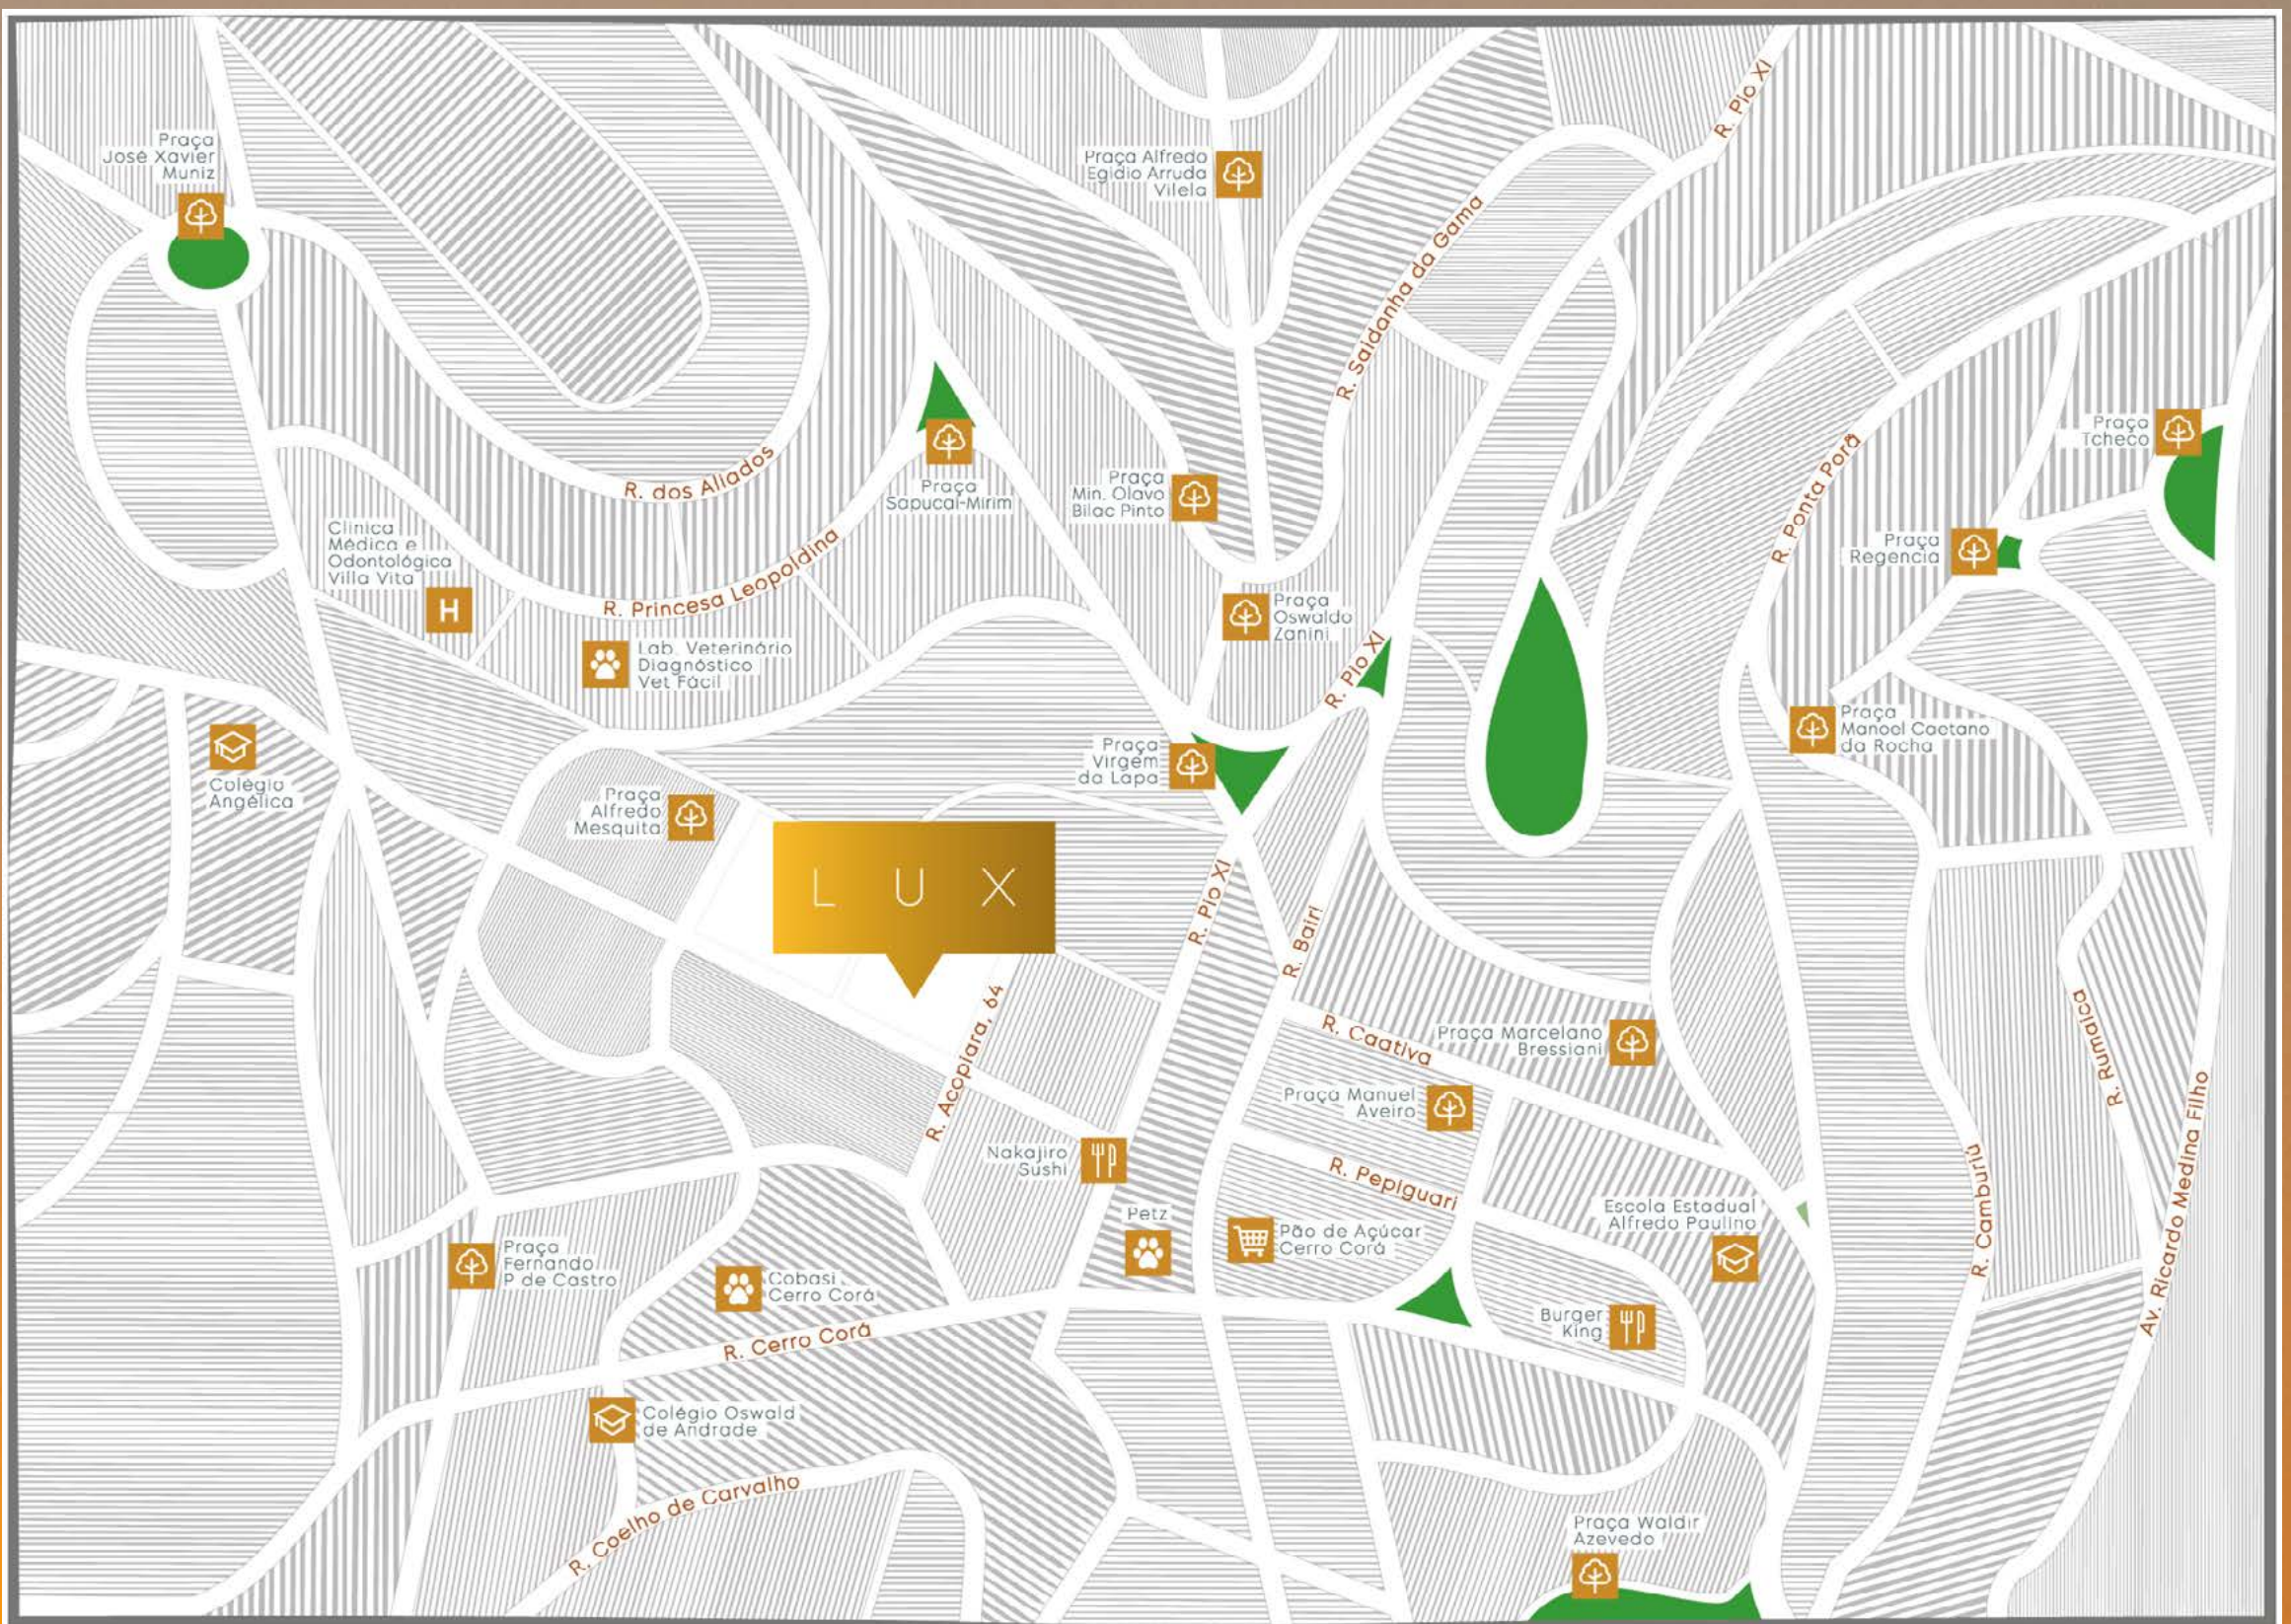 R. Pio XI
Praça
José Xavier
Muniz
Praça Alfredo
Egidio Arruda
Vilela
R. Saldanha da Gama
Praça
Tcheco
R. dos Aliados
R. Ponta Porã
Praça
Sapucaí-Mirim
Praça
Min. Olavo
Bilac Pinto
Clínica
Médica e
Odontológica
Villa Vita
H
R. Princesa Leopoldina
Praça
Regencia
Praça
Oswaldo
Zanini
Lab. Veterinário
Diagnóstico
Vet Fácil
R. Pio XI
Praça
Manoel Caetano
da Rocha
Praça
Virgem
da Lapa
Colégio
Angélica
Praça
Alfredo
Mesquita
L U X
R. Pio XI
R. Bairi
R. Acopiara, 64
R. Caativa
Praça Marcelano
Bressiani
R. Rumaica
Praça Manuel
Aveiro
Nakajiro
Sushi
R. Pepiguari
Av. Ricardo Medina Filho
R. Camburiú
Petz
Escola Estadual
Alfredo Paulino
Pão de Açúcar
Cerro Corá
Praça
Fernando
P de Castro
Cobasi
Cerro Corá
Burger
King
R. Cerro Corá
Colégio Oswald
de Andrade
R. Coelho de Carvalho
Praça Waldir
Azevedo